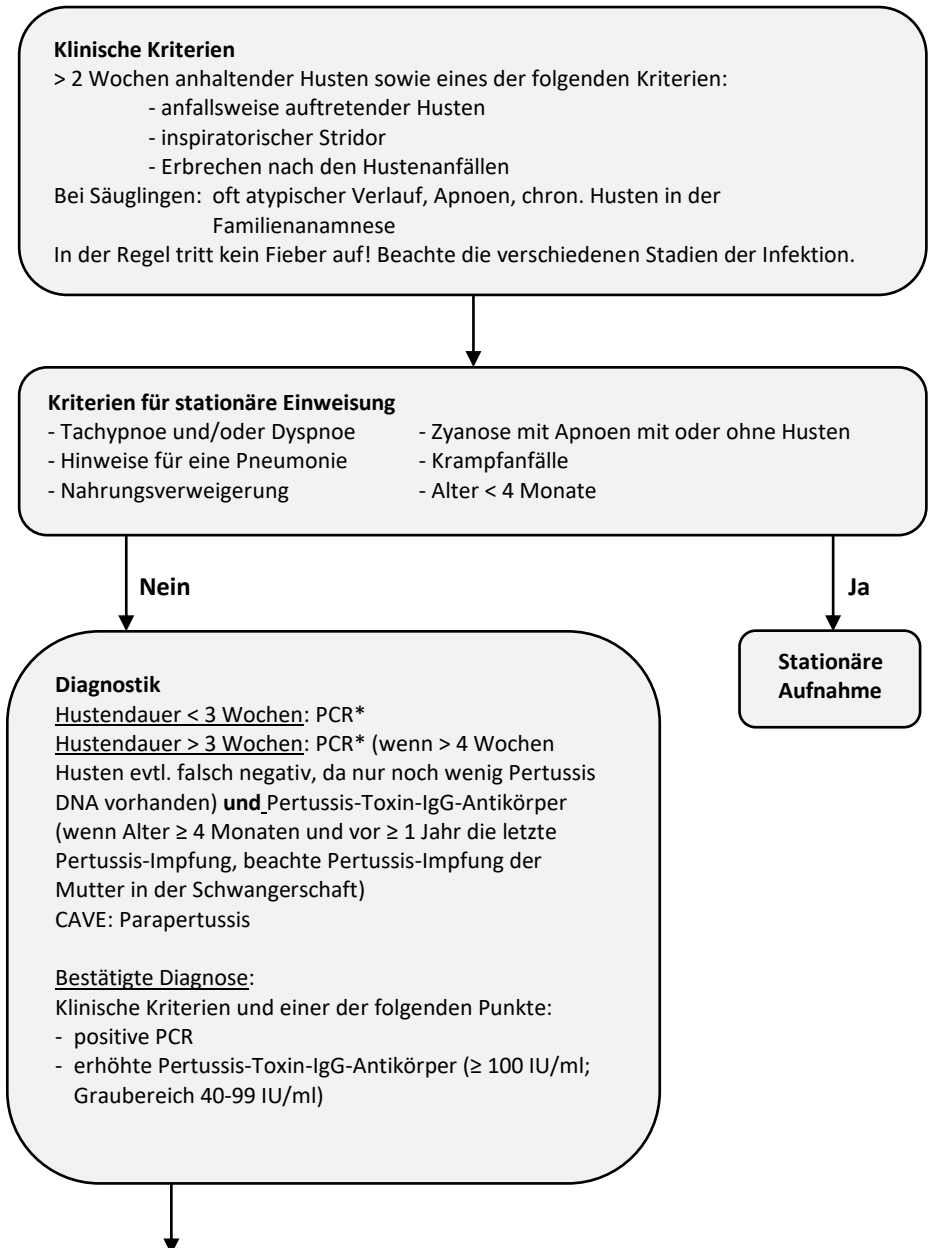 Klinische Kriterien
> 2 Wochen anhaltender Husten sowie eines der folgenden Kriterien:
- anfallsweise auftretender Husten
- inspiratorischer Stridor
- Erbrechen nach den Hustenanfällen
Bei Säuglingen: oft atypischer Verlauf, Apnoen, chron. Husten in der
Familienanamnese
In der Regel tritt kein Fieber auf! Beachte die verschiedenen Stadien der Infektion.
Kriterien für stationäre Einweisung
- Tachypnoe und/oder Dyspnoe - Zyanose mit Apnoen mit oder ohne Husten
- Hinweise für eine Pneumonie - Krampfanfälle
- Nahrungsverweigerung - Alter < 4 Monate
Nein
Ja
Stationäre
Aufnahme
Diagnostik
Hustendauer < 3 Wochen: PCR*
Hustendauer > 3 Wochen: PCR* (wenn > 4 Wochen
Husten evtl. falsch negativ, da nur noch wenig Pertussis
DNA vorhanden) und Pertussis-Toxin-IgG-Antikörper
(wenn Alter ≥ 4 Monaten und vor ≥ 1 Jahr die letzte
Pertussis-Impfung, beachte Pertussis-Impfung der
Mutter in der Schwangerschaft)
CAVE: Parapertussis
Bestätigte Diagnose:
Klinische Kriterien und einer der folgenden Punkte:
- positive PCR
- erhöhte Pertussis-Toxin-IgG-Antikörper (≥ 100 IU/ml;
Graubereich 40-99 IU/ml)